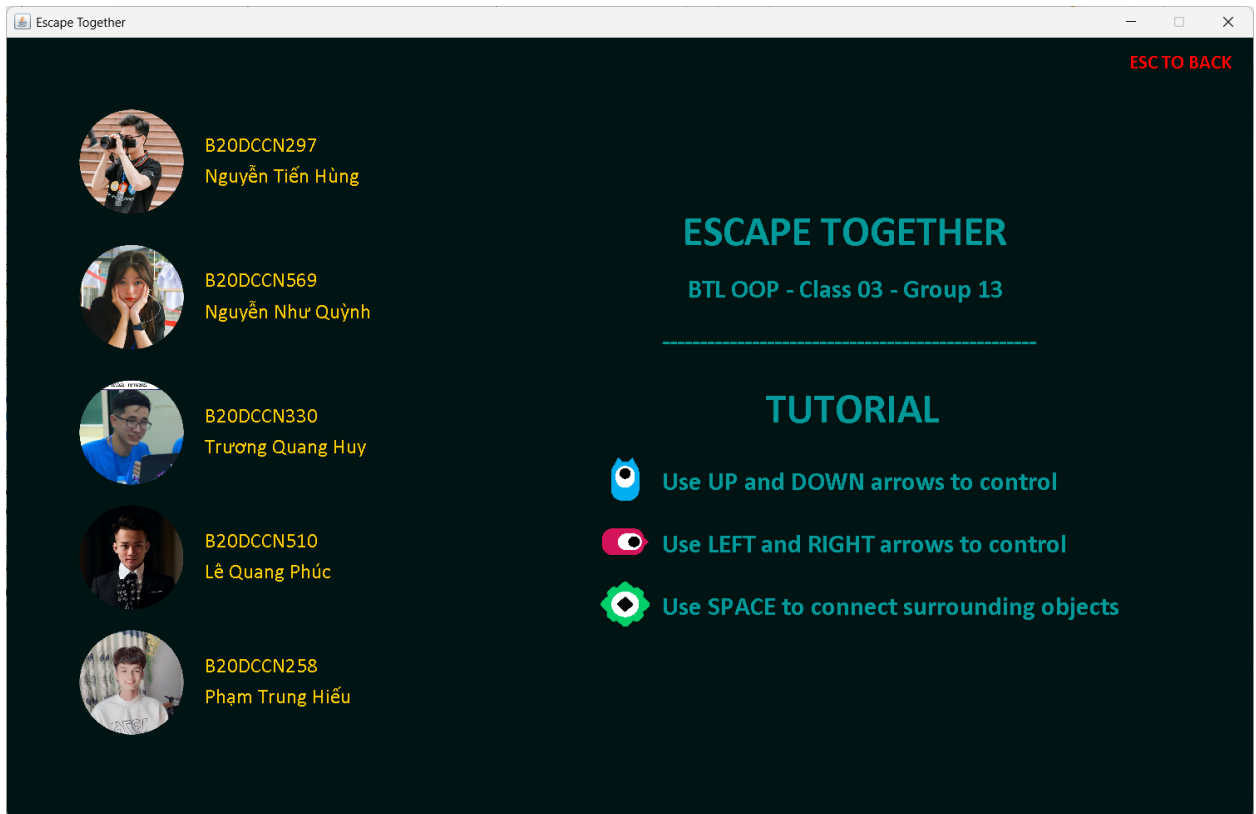 Escape Together
ESC TO BACK
B20DCCN297
Nguyễn Tiến Hùng
B20DCCN569
Nguyễn Như Quỳnh
B20DCCN330
Trương Quang Huy
B20DCCN510
Lê Quang Phúc
B20DCCN258
Phạm Trung Hiếu
ESCAPE TOGETHER
BTL OOP - Class 03 - Group 13
--------------------------------------------------
TUTORIAL
Use UP and DOWN arrows to control
Use LEFT and RIGHT arrows to control
Use SPACE to connect surrounding objects